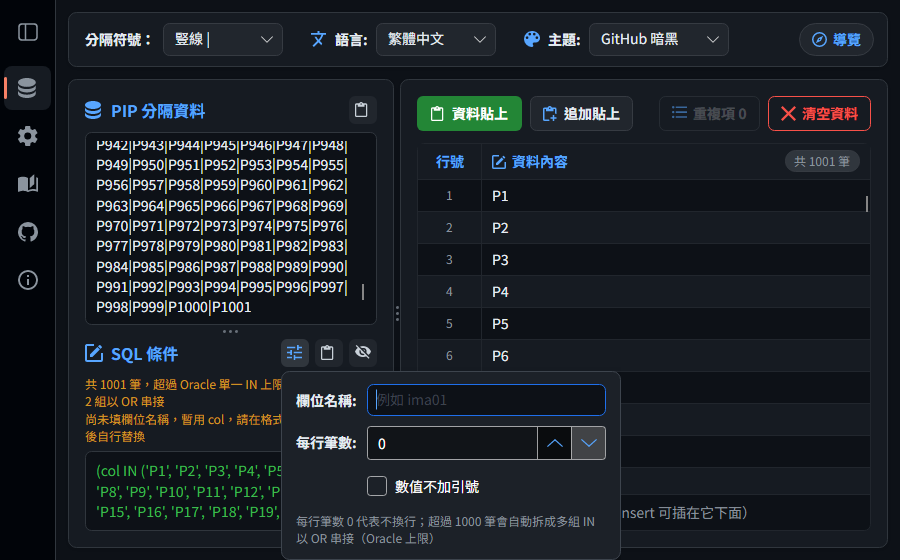 分隔符號：
豎線 |
語言:
繁體中文
主題:
GitHub 暗黑
導覽
PIP 分隔資料
P942|P943|P944|P945|P946|P947|P948|
P949|P950|P951|P952|P953|P954|P955|
P956|P957|P958|P959|P960|P961|P962|
P963|P964|P965|P966|P967|P968|P969|
P970|P971|P972|P973|P974|P975|P976|
P977|P978|P979|P980|P981|P982|P983|
P984|P985|P986|P987|P988|P989|P990|
P991|P992|P993|P994|P995|P996|P997|
P998|P999|P1000|P1001
SQL 條件
共 1001 筆，超過 Oracle 單一 IN 上限
2 組以 OR 串接
尚未填欄位名稱，暫用 col，請在格式
後自行替換
(col IN ('P1', 'P2', 'P3', 'P4', 'P5
'P8', 'P9', 'P10', 'P11', 'P12',
'P15', 'P16', 'P17', 'P18', 'P19',
資料貼上
追加貼上
重複項 0
清空資料
行號
資料內容
共 1001 筆
1
P1
2
P2
3
P3
4
P4
5
P5
6
P6
nsert 可插在它下面）
欄位名稱:
例如 ima01
每行筆數:
0
數值不加引號
每行筆數 0 代表不換行；超過 1000 筆會自動拆成多組 IN
以 OR 串接（Oracle 上限）